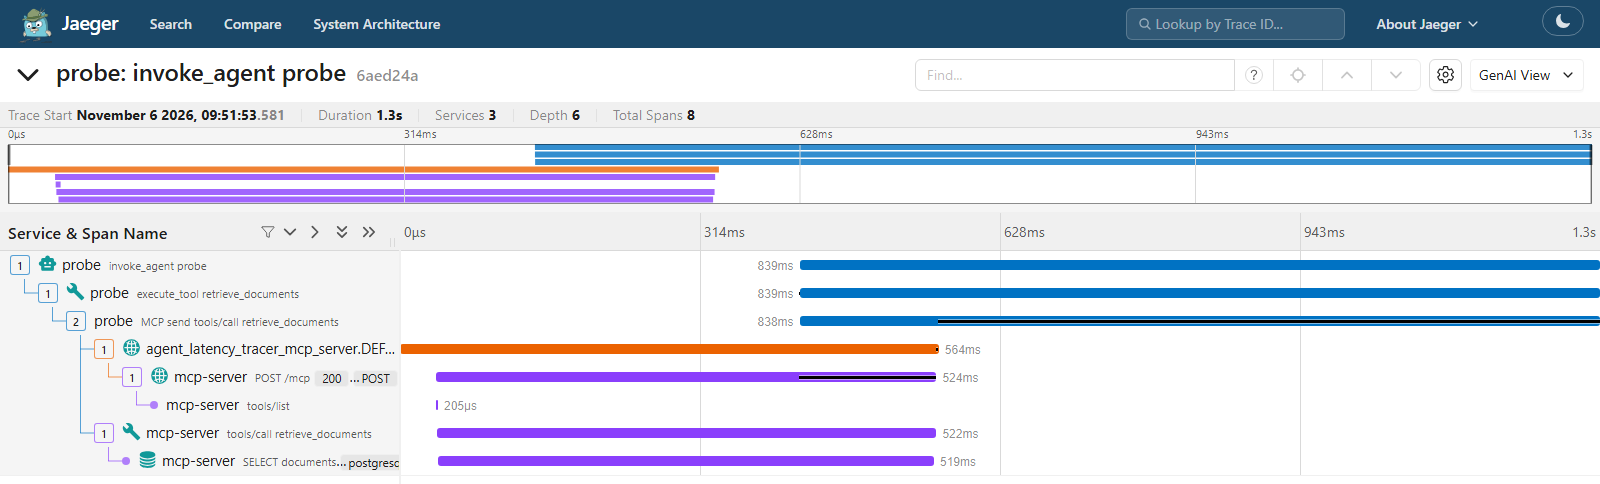 Jaeger Search Compare System Architecture Lookup by Trace ID... About Jaeger
probe: invoke_agent probe 6aed24a Find... ? GenAI View
Trace Start November 6 2026, 09:51:53.581 Duration 1.3s Services 3 Depth 6 Total Spans 8
0μs 314ms 628ms 943ms 1.3s
Service & Span Name 0μs 314ms 628ms 943ms 1.3s
1 probe invoke_agent probe 839ms
1 probe execute_tool retrieve_documents 839ms
2 probe MCP send tools/call retrieve_documents 838ms
1 agent_latency_tracer_mcp_server.DEF... 564ms
1 mcp-server POST /mcp 200 ...POST 524ms
mcp-server tools/list 205μs
1 mcp-server tools/call retrieve_documents 522ms
mcp-server SELECT documents... postgresc 519ms